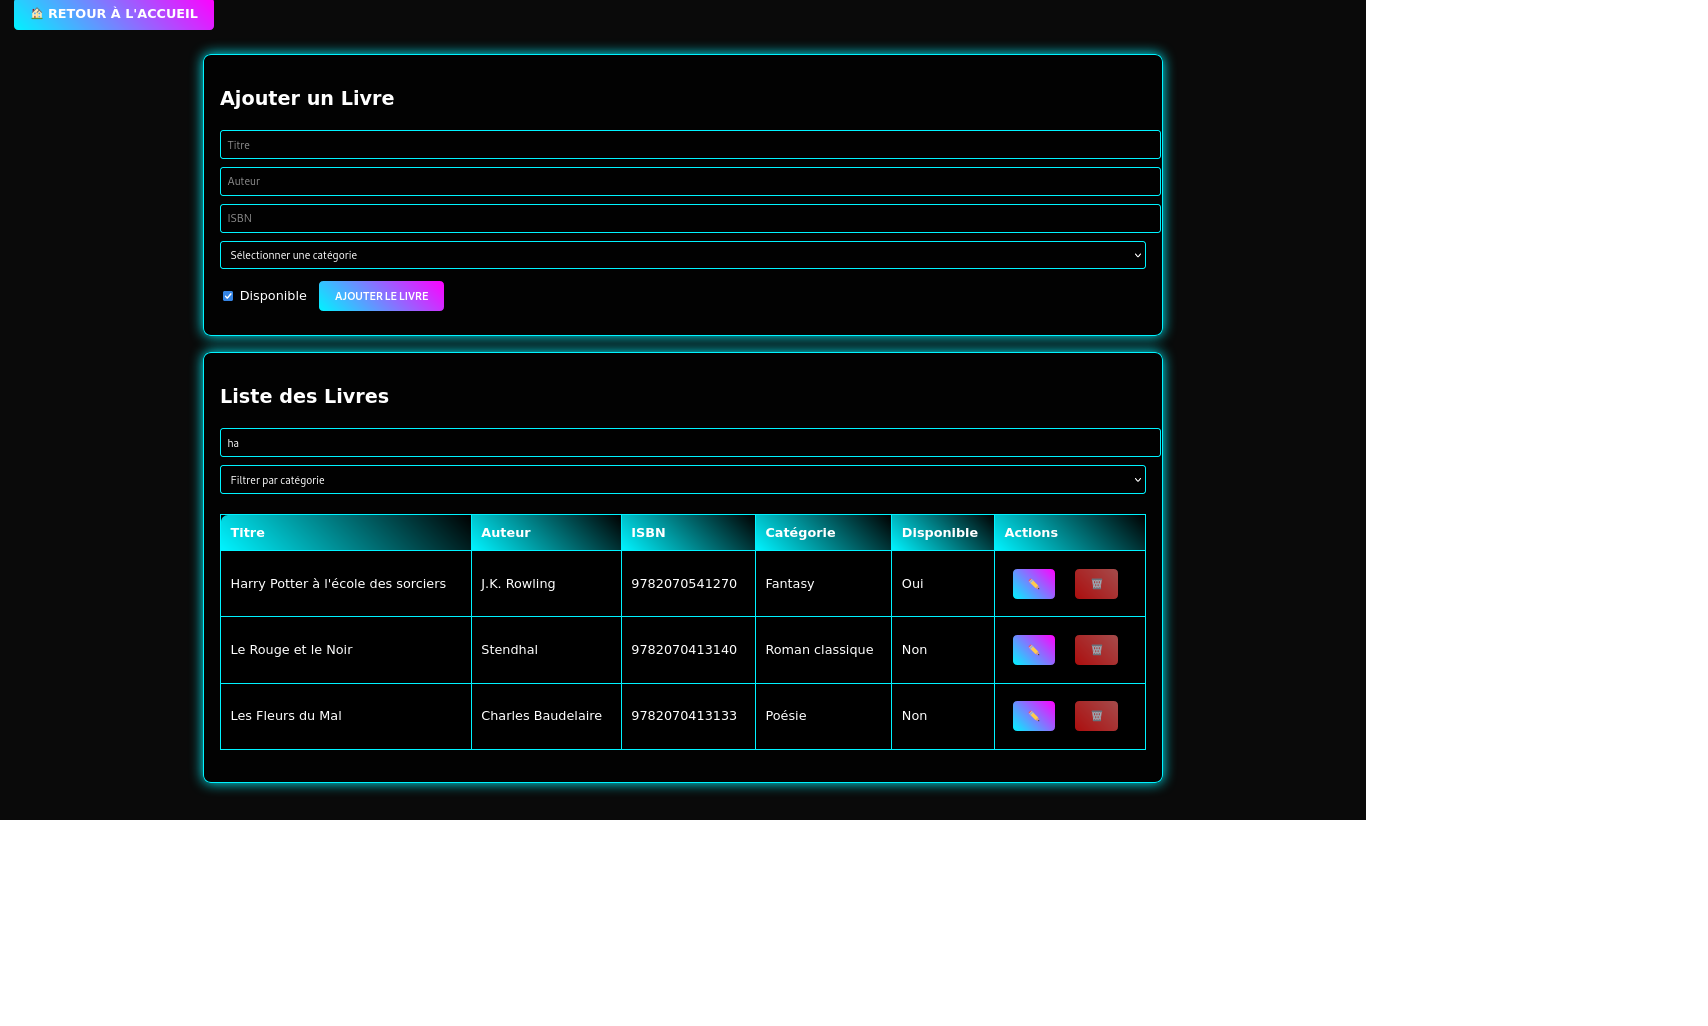 RETOUR À L'ACCUEIL
Ajouter un Livre
Titre
Auteur
ISBN
Sélectionner une catégorie
Disponible AJOUTER LE LIVRE
Liste des Livres
ha
Filtrer par catégorie
Titre Auteur ISBN Catégorie Disponible Actions
Harry Potter à l'école des sorciers J.K. Rowling 9782070541270 Fantasy Oui
Le Rouge et le Noir Stendhal 9782070413140 Roman classique Non
Les Fleurs du Mal Charles Baudelaire 9782070413133 Poésie Non